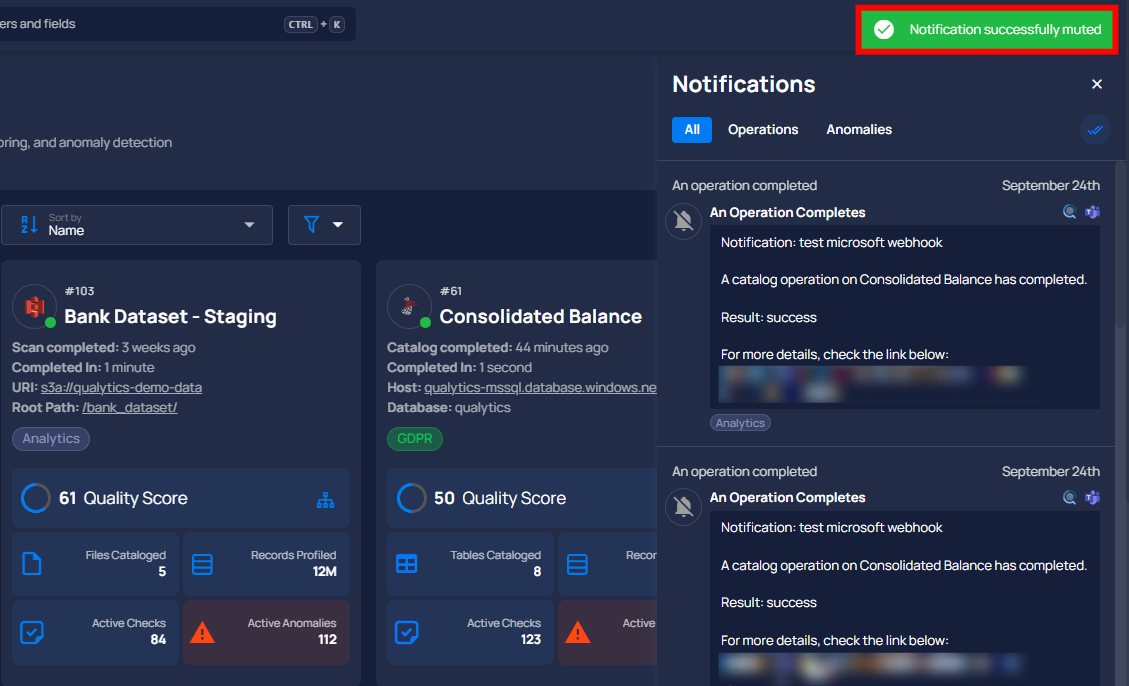 ers and fields
CTRL + K
Notification successfully muted
Notifications
All
Operations
Anomalies
oring, and anomaly detection
Sort by
Name
#103
Bank Dataset - Staging
Scan completed: 3 weeks ago
Completed In: 1 minute
URI: s3a://qualytics-demo-data
Root Path: /bank_dataset/
Analytics
61 Quality Score
Files Cataloged
5
Records Profiled
12M
Active Checks
84
Active Anomalies
112
#61
Consolidated Balance
Catalog completed: 44 minutes ago
Completed In: 1 second
Host: qualytics-mssql.database.windows.ne
Database: qualytics
GDPR
50 Quality Score
Tables Cataloged
8
Recor
Active Checks
123
Active
An operation completed
September 24th
An Operation Completes
Notification: test microsoft webhook
A catalog operation on Consolidated Balance has completed.
Result: success
For more details, check the link below:
Analytics
An operation completed
September 24th
An Operation Completes
Notification: test microsoft webhook
A catalog operation on Consolidated Balance has completed.
Result: success
For more details, check the link below: